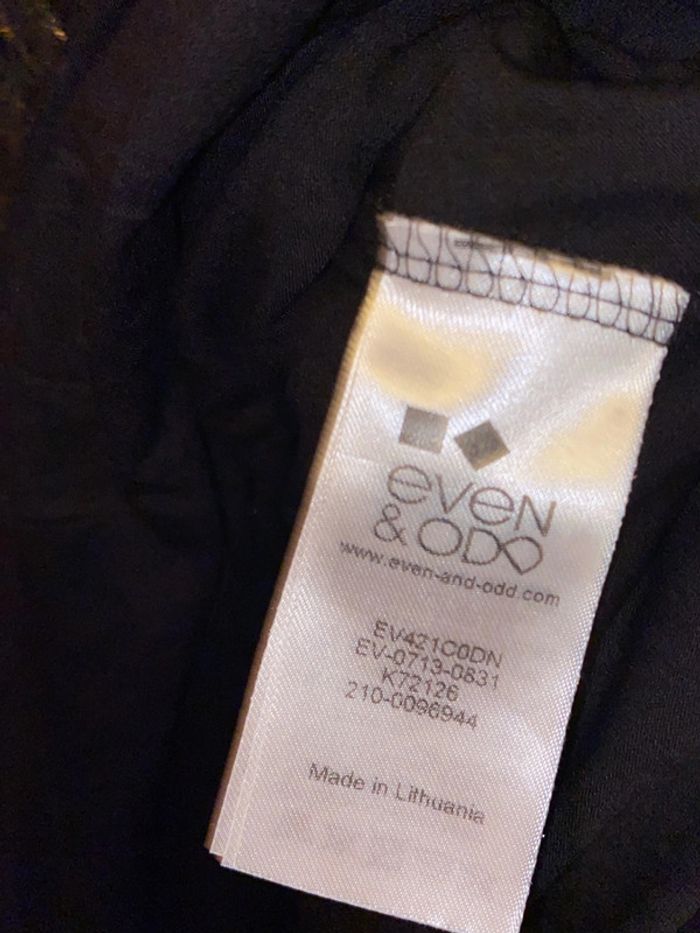 even
& ODD
www.even-and-odd.com
EV421C0DN
EV-0713-0831
K72126
210-0096944
Made in Lithuania